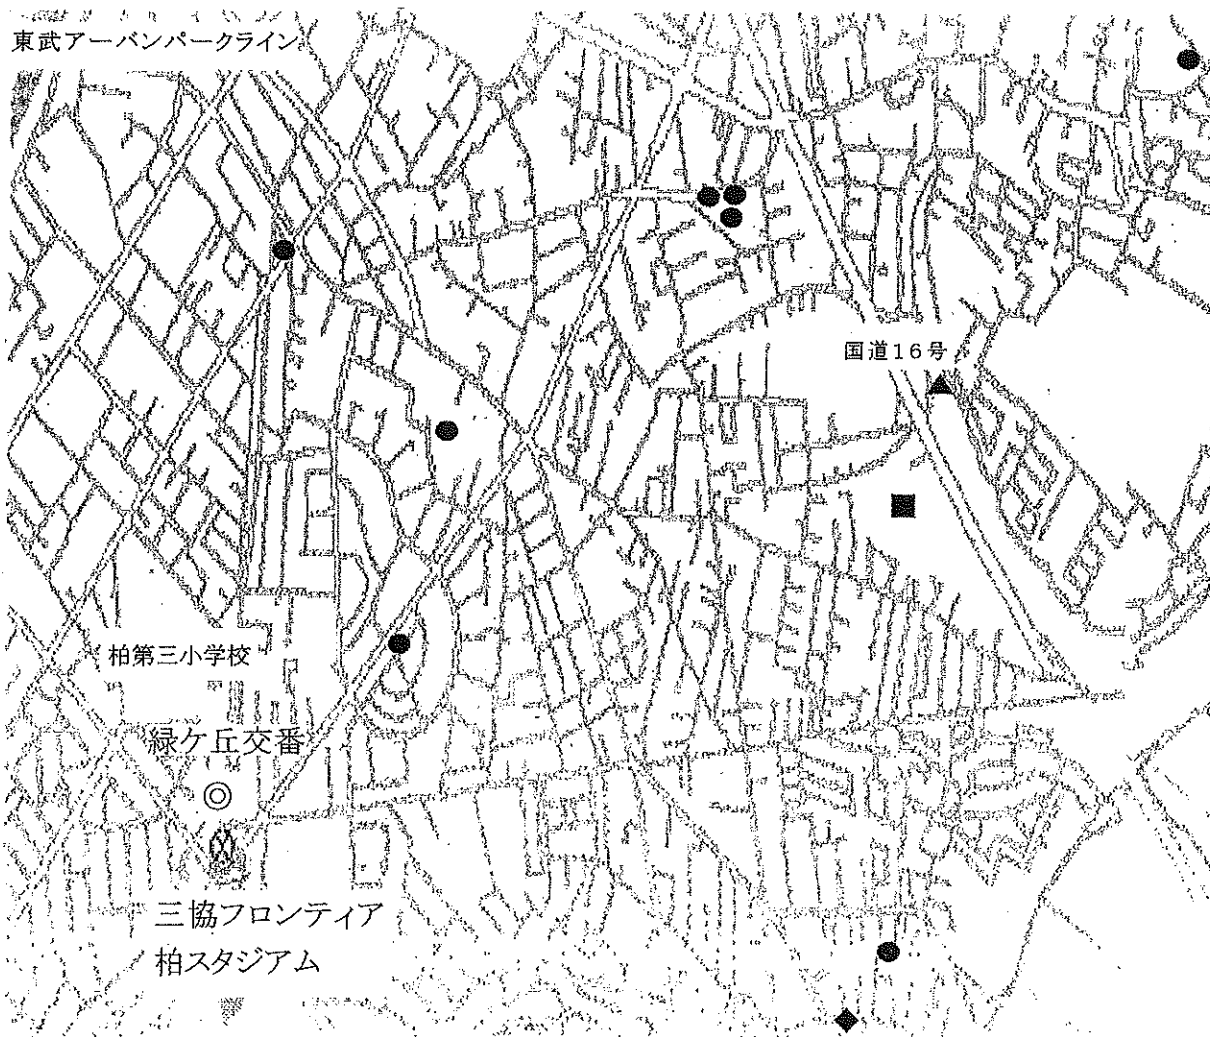 東武アーバンパークライン
国道16号
柏第三小学校
緑ケ丘交番
三協フロンティア
柏スタジアム